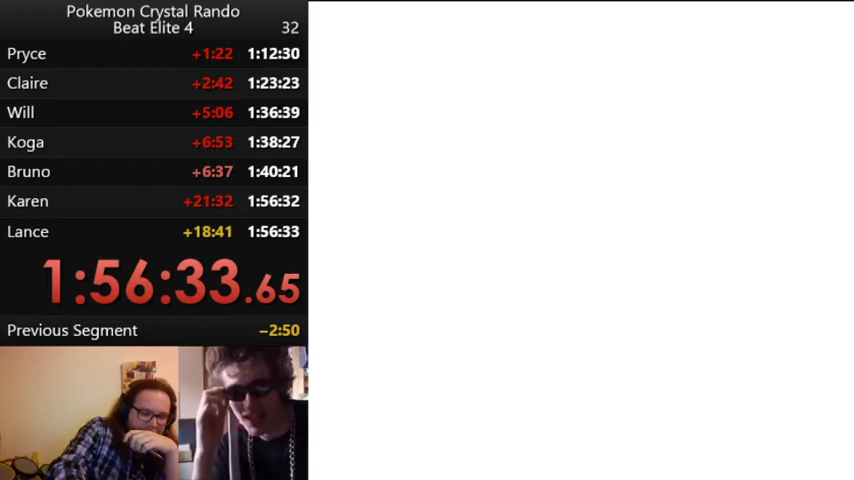 Pokemon Crystal Rando
Beat Elite 4 32
Pryce +1:22 1:12:30
Claire +2:42 1:23:23
Will +5:06 1:36:39
Koga +6:53 1:38:27
Bruno +6:37 1:40:21
Karen +21:32 1:56:32
Lance +18:41 1:56:33
1:56:33.65
Previous Segment −2:50